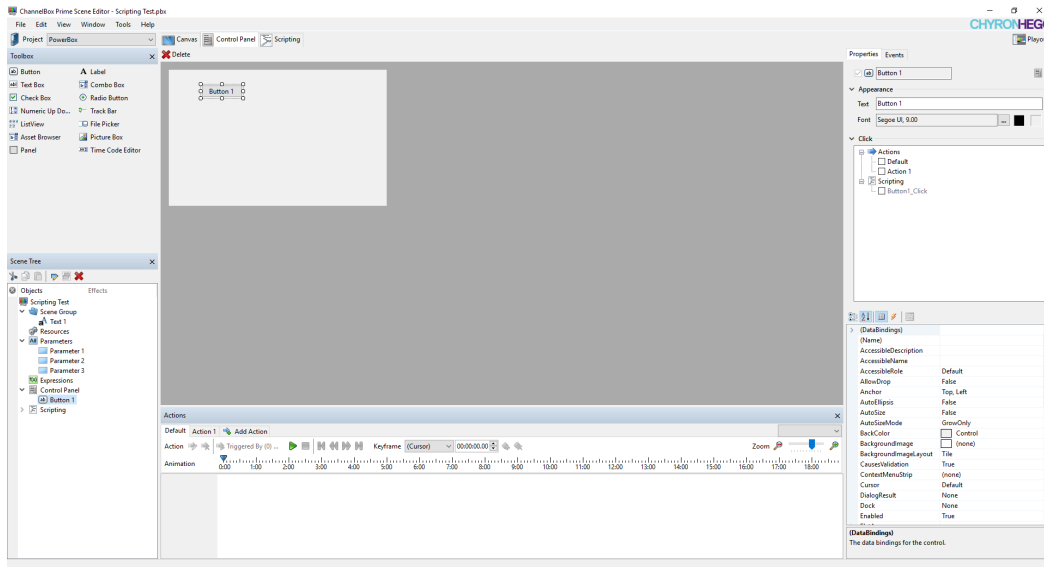 ChannelBox Prime Scene Editor - Scripting Test.pbx
File Edit View Window Tools Help
CHYRONHEGO
Project PowerBox Canvas Control Panel Scripting Playo
Toolbox
Delete
Button A Label
Text Box Combo Box
Check Box Radio Button
Numeric Up Do... Track Bar
ListView File Picker
Asset Browser Picture Box
Panel Time Code Editor
Button 1
Scene Tree
Objects Effects
Scripting Test
Scene Group
Text 1
Resources
Parameters
Parameter 1
Parameter 2
Parameter 3
Expressions
Control Panel
Button 1
Scripting
Actions
Default Action 1 Add Action
Action Triggered By (0) ... Keyframe (Cursor) 00:00:00.00 Zoom
Animation 0:00 1:00 2:00 3:00 4:00 5:00 6:00 7:00 8:00 9:00 10:00 11:00 12:00 13:00 14:00 15:00 16:00 17:00 18:00
Properties Events
Button 1
Appearance
Text Button 1
Font Segoe UI, 9.00 ...
Click
Actions
Default
Action 1
Scripting
Button1_Click
(DataBindings)
(Name)
AccessibleDescription
AccessibleName
AccessibleRole Default
AllowDrop False
Anchor Top, Left
AutoEllipsis False
AutoSize False
AutoSizeMode GrowOnly
BackColor Control
BackgroundImage (none)
BackgroundImageLayout Tile
CausesValidation True
ContextMenuStrip (none)
Cursor Default
DialogResult None
Dock None
Enabled True
(DataBindings)
The data bindings for the control.